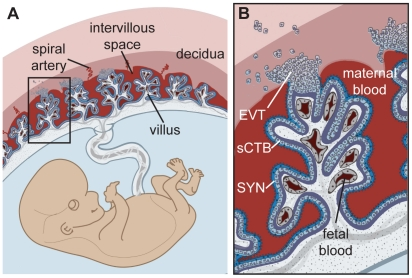 A
intervillous
space
spiral
artery
decidua
villus
B
maternal
blood
EVT
sCTB
SYN
fetal
blood